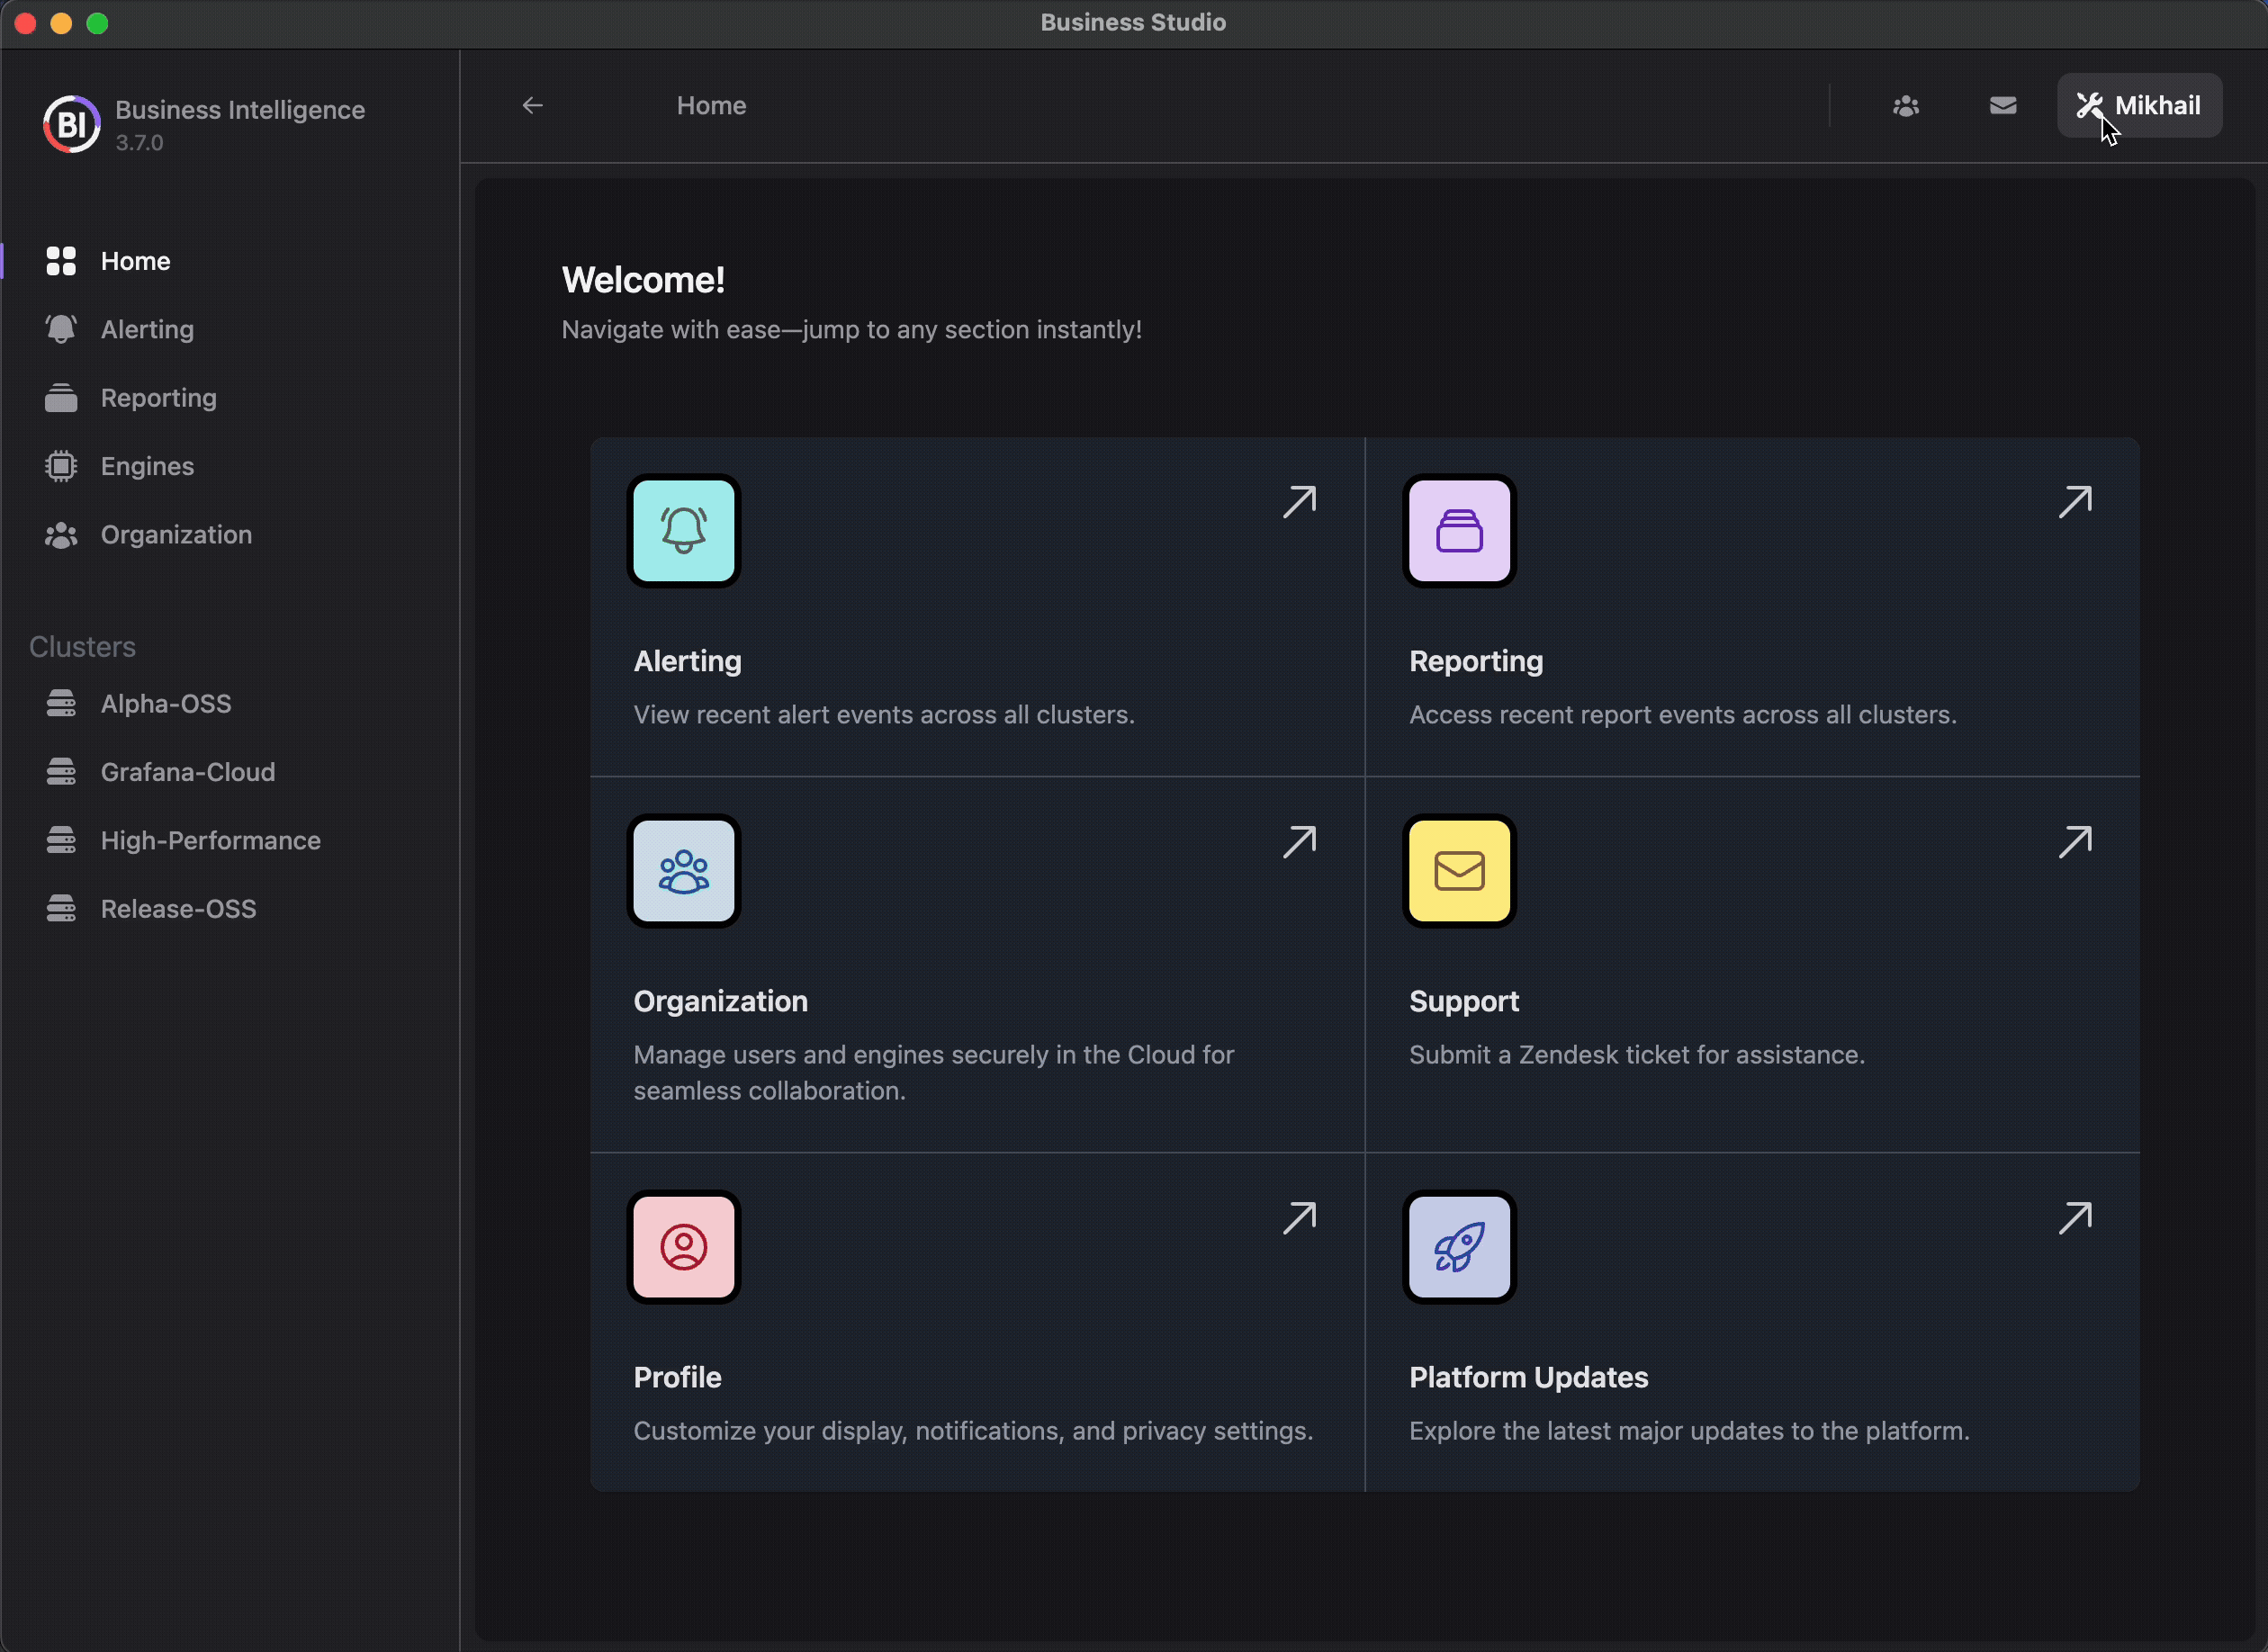 Business Studio
BI
Business Intelligence
3.7.0
Home
Mikhail
Home
Alerting
Reporting
Engines
Organization
Clusters
Alpha-OSS
Grafana-Cloud
High-Performance
Release-OSS
Welcome!
Navigate with ease—jump to any section instantly!
Alerting
View recent alert events across all clusters.
Reporting
Access recent report events across all clusters.
Organization
Manage users and engines securely in the Cloud for
seamless collaboration.
Support
Submit a Zendesk ticket for assistance.
Profile
Customize your display, notifications, and privacy settings.
Platform Updates
Explore the latest major updates to the platform.